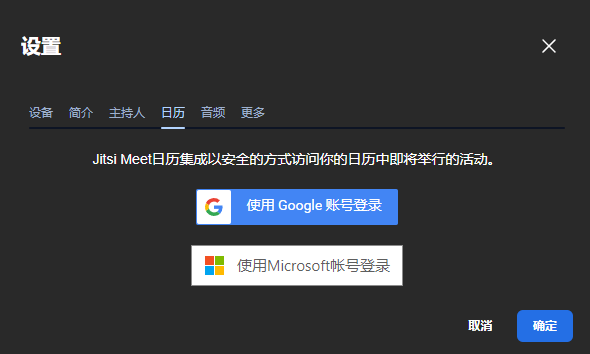 设置
设备 简介 主持人 日历 音频 更多
Jitsi Meet日历集成以安全的方式访问你的日历中即将举行的活动。
使用 Google 账号登录
使用Microsoft帐号登录
取消 确定